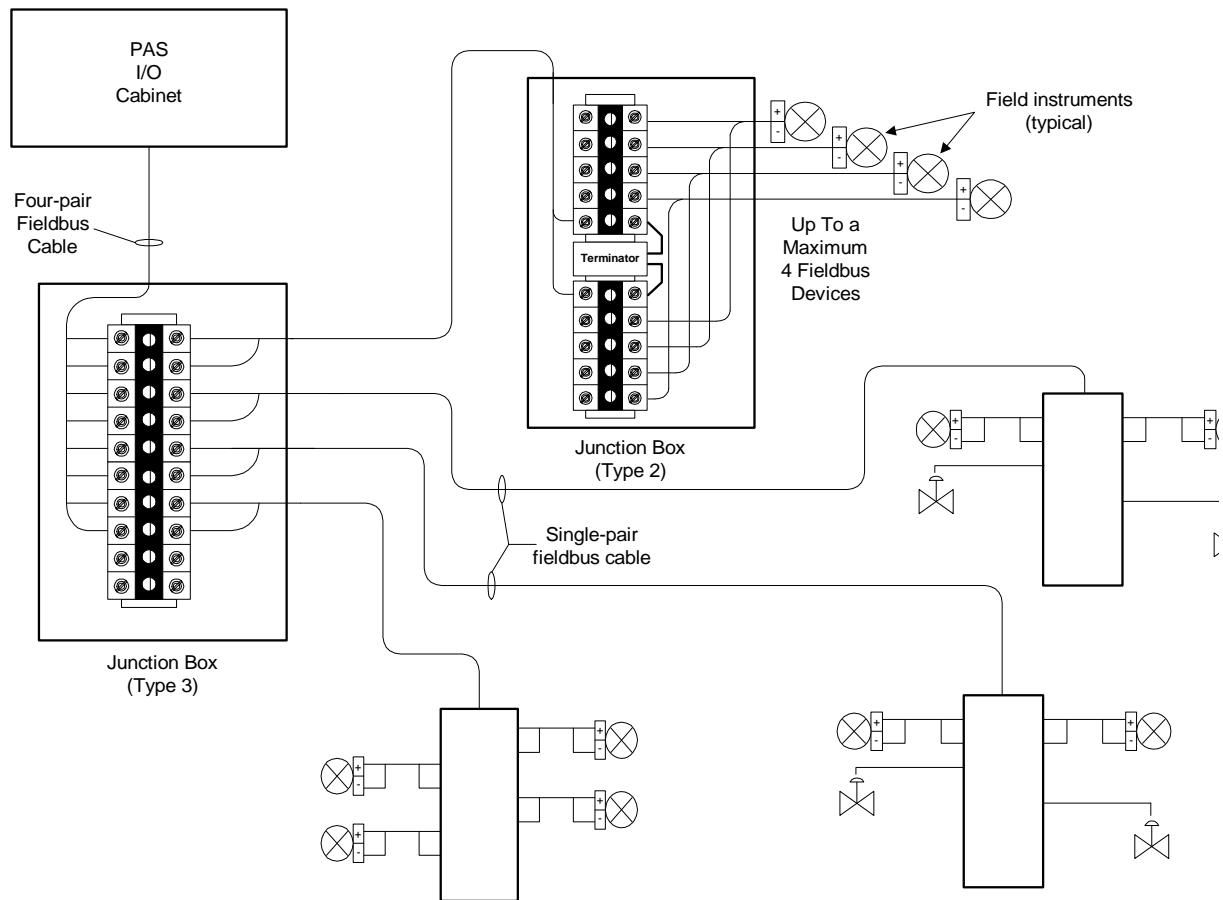 PAS
I/O
Cabinet
Four-pair
Fieldbus
Cable
Junction Box
(Type 3)
Terminator
Junction Box
(Type 2)
+
-
+
-
+
-
+
-
Field instruments
(typical)
Up To a
Maximum
4 Fieldbus
Devices
Single-pair
fieldbus cable
+
-
+
-
+
-
+
-
+
-
+
-
+
-
+
-